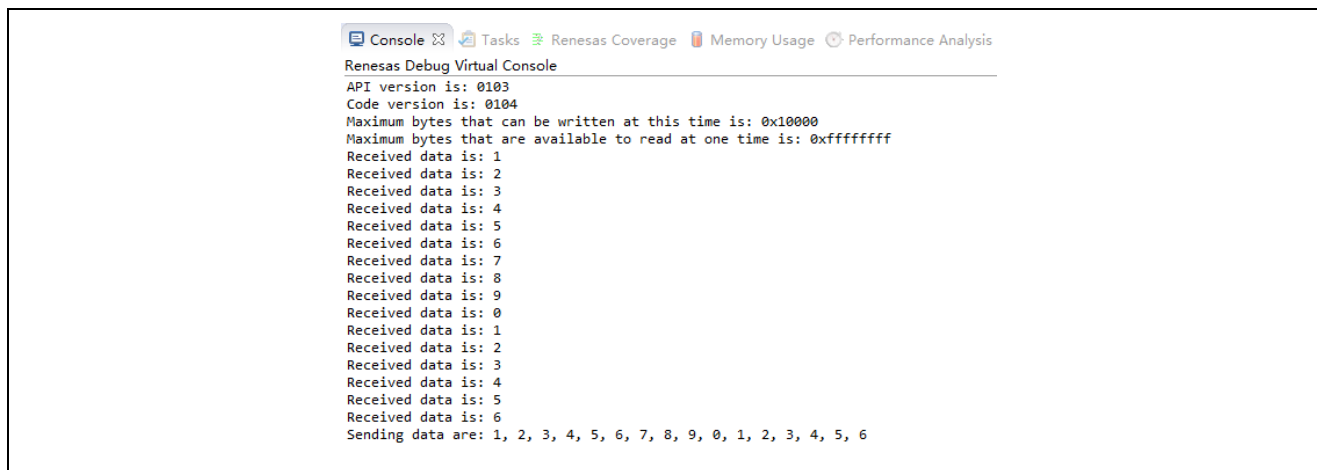 Console Tasks Renesas Coverage Memory Usage Performance Analysis
Renesas Debug Virtual Console
API version is: 0103
Code version is: 0104
Maximum bytes that can be written at this time is: 0x10000
Maximum bytes that are available to read at one time is: 0xffffffff
Received data is: 1
Received data is: 2
Received data is: 3
Received data is: 4
Received data is: 5
Received data is: 6
Received data is: 7
Received data is: 8
Received data is: 9
Received data is: 0
Received data is: 1
Received data is: 2
Received data is: 3
Received data is: 4
Received data is: 5
Received data is: 6
Sending data are: 1, 2, 3, 4, 5, 6, 7, 8, 9, 0, 1, 2, 3, 4, 5, 6